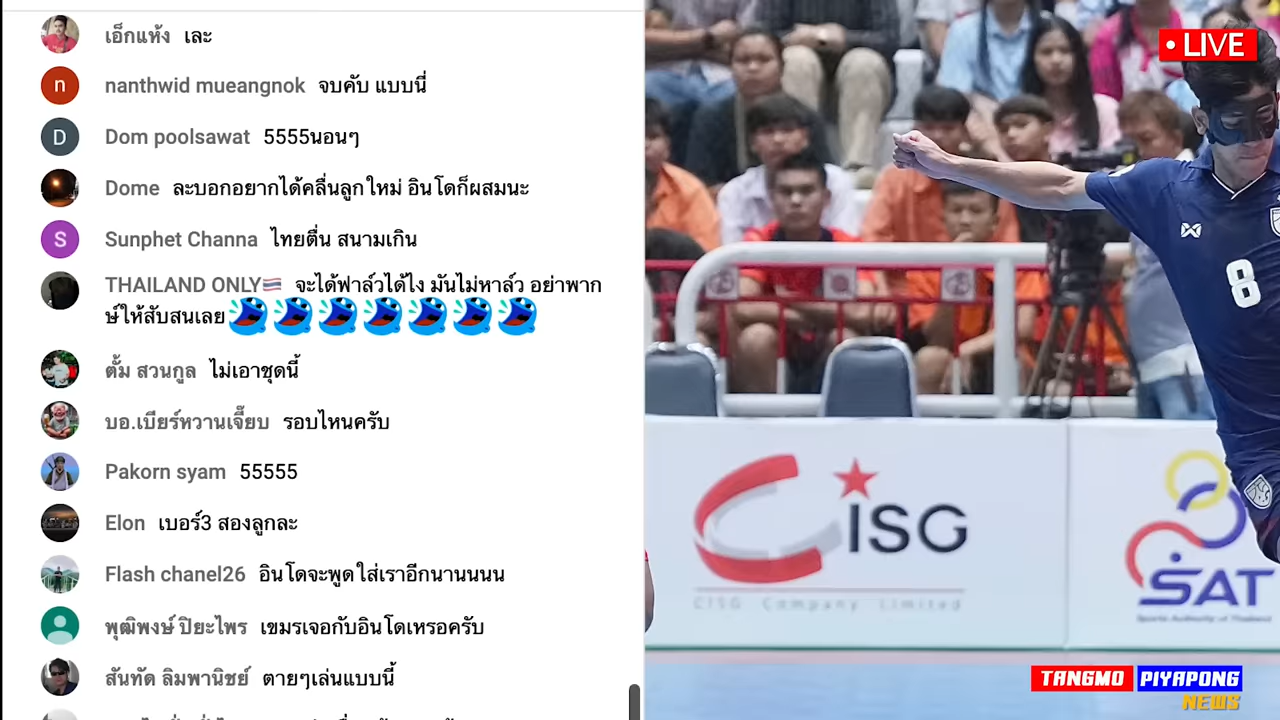 เอ็กแท้ง เละ
nanthwid mueangnok จบคับ แบบนี่
D Dom poolsawat 5555นอนๆ
Dome ละบอกอยากได้คลื่นลูกใหม่ อินโดก็ผสมนะ
S Sunphet Channa ไทยตื่น สนามเกิน
THAILAND ONLY จะได้ฟาล์วได้ไง มันไม่หาล์ว อย่าพาก
ษ์ให้สับสนเลย
ตั้ม สวนกูล ไม่เอาชุดนี้
บอ.เบียร์หวานเจี๊ยบ รอบไหนครับ
Pakorn syam 55555
Elon เบอร์3 สองลูกละ
Flash chanel26 อินโดจะพูดใส่เราอีกนานนนน
พุฒิพงษ์ ปิยะไพร เขมรเจอกับอินโดเหรอครับ
สันทัด ลิมพานิชย์ ตายๆเล่นแบบนี้
n
LIVE
8
CISG
CISG Company Limited
SAT
Sports Authority of Thailand
TANGMO PIYAPONG
NEWS